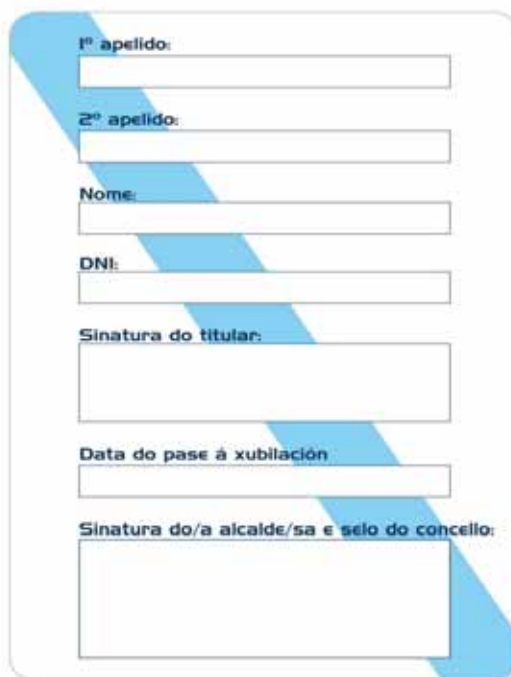 1º apelido:
2º apelido:
Nome:
DNI:
Sinatura do titular:
Data do pase á xubilación
Sinatura do/a alcalde/sa e selo do concello: